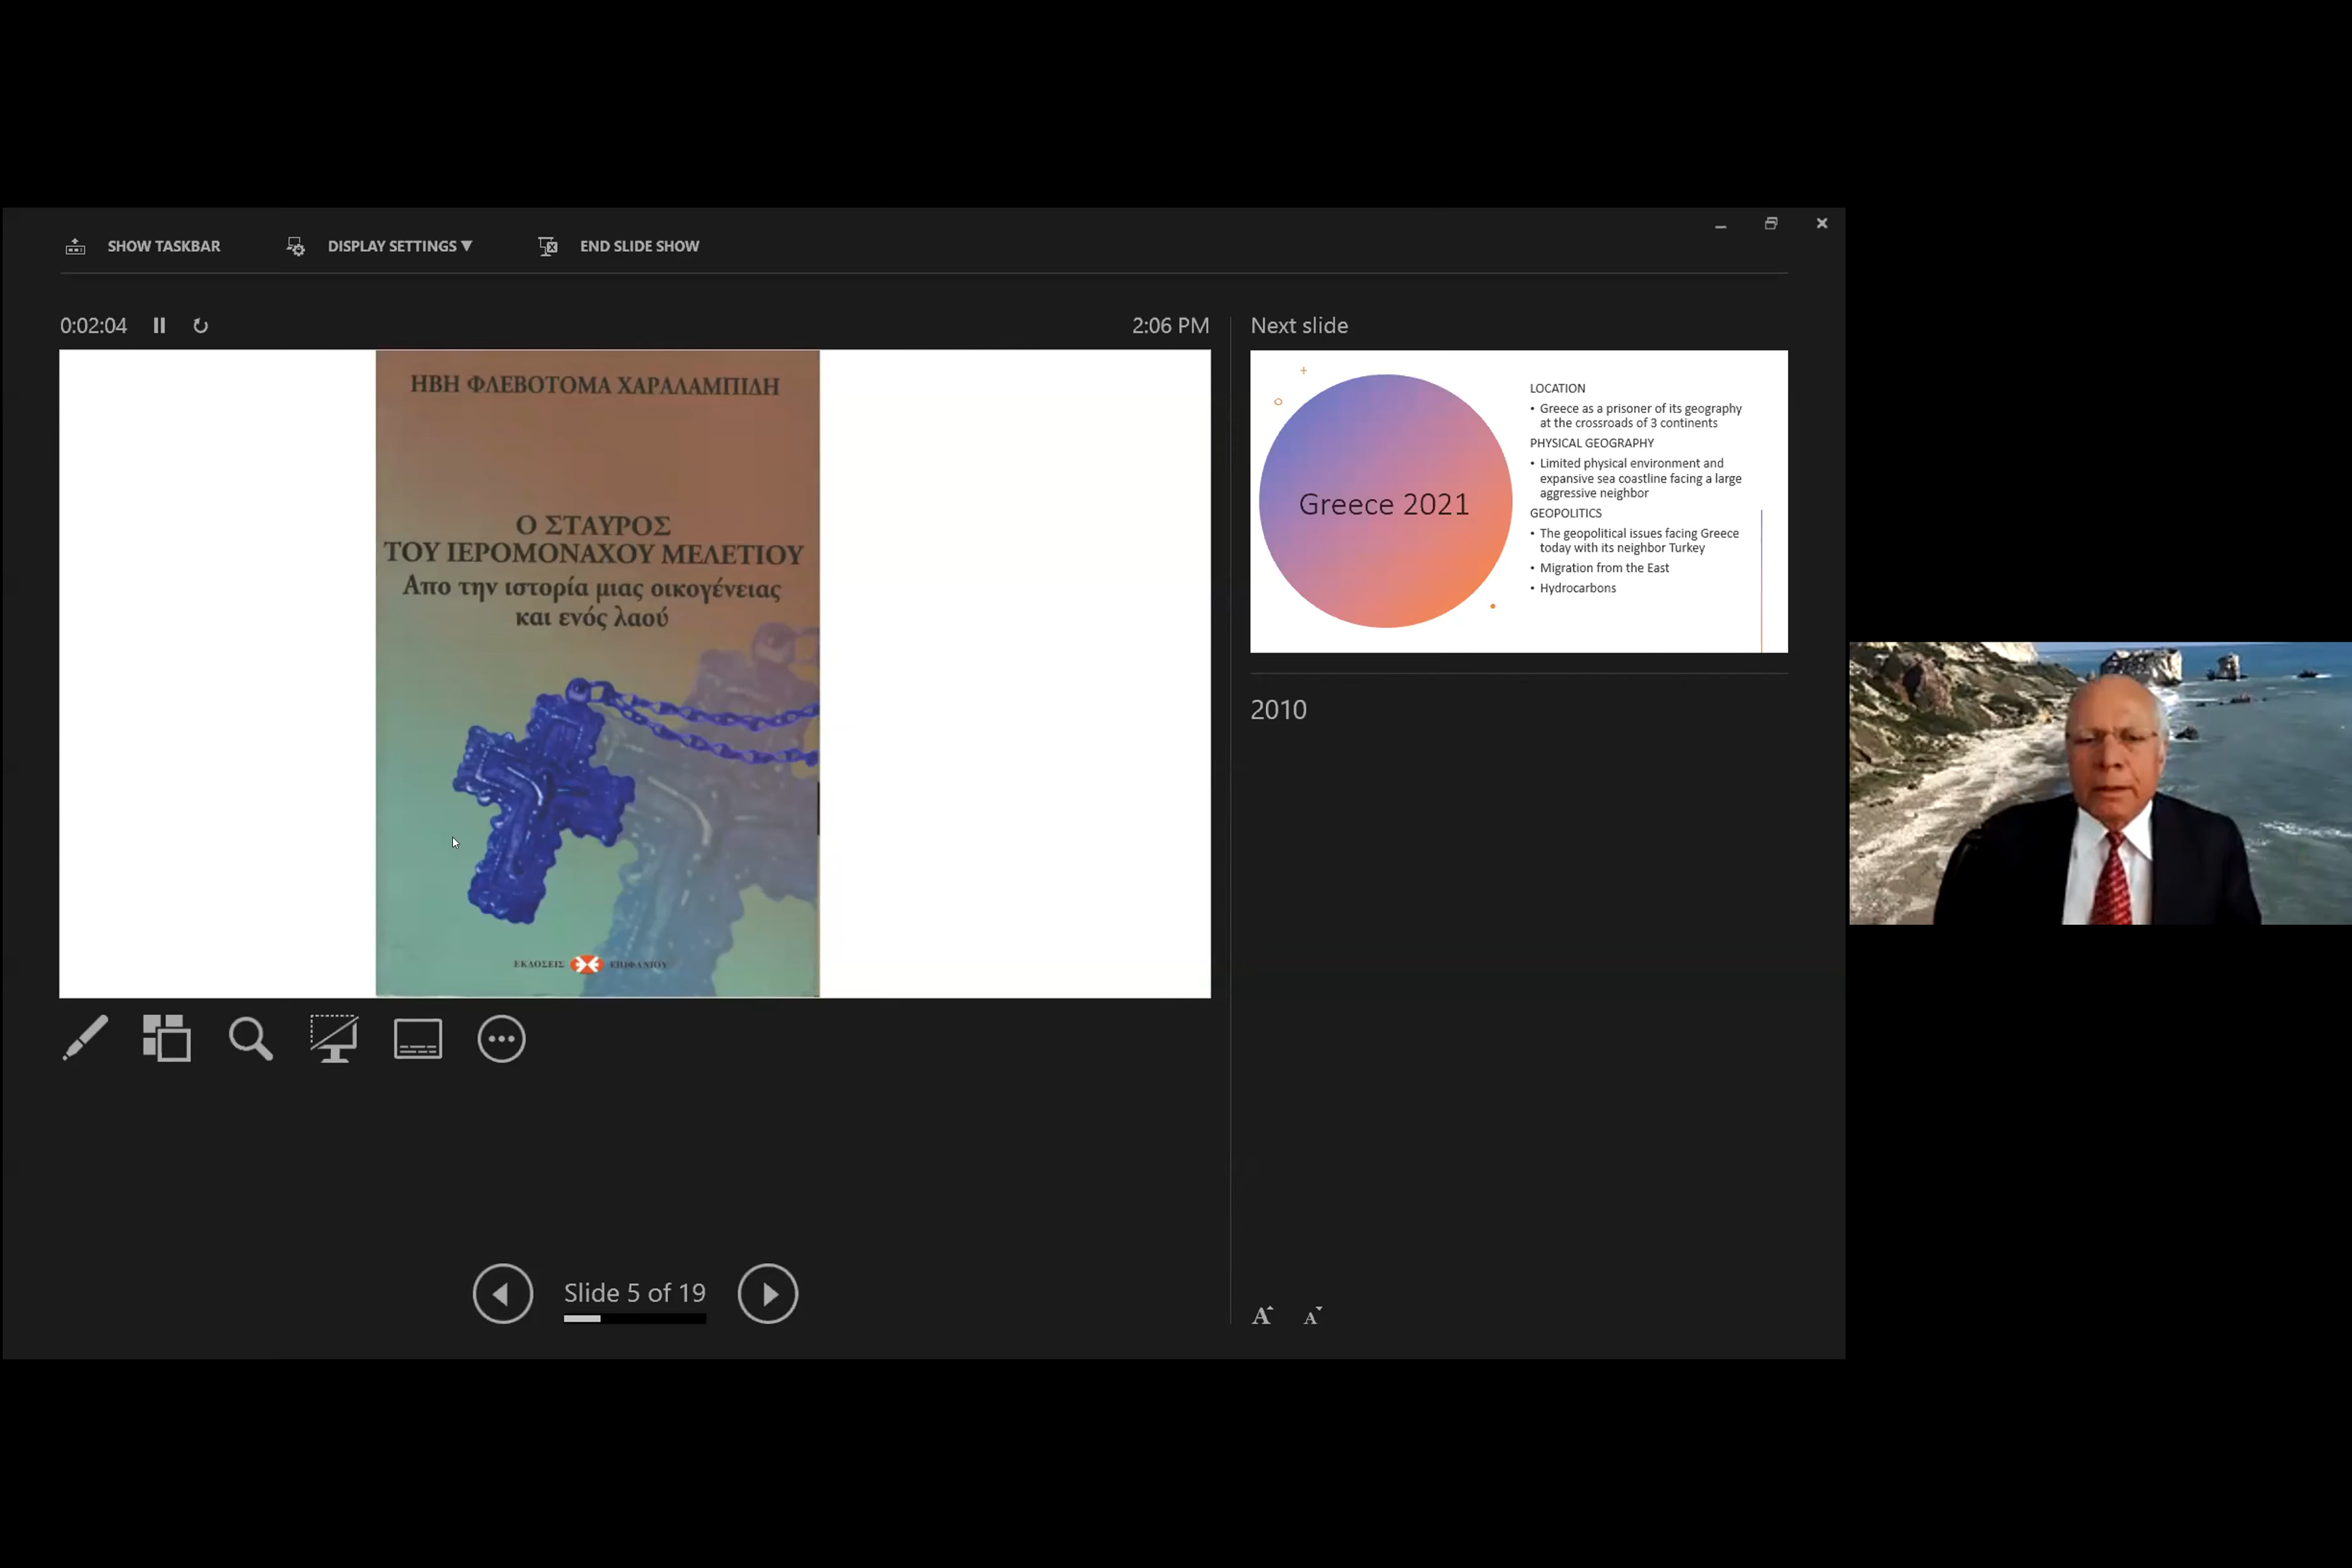 SHOW TASKBAR
DISPLAY SETTINGS ▼
END SLIDE SHOW
0:02:04
2:06 PM
ΗΒΗ ΦΛΕΒΟΤΟΜΑ ΧΑΡΑΛΑΜΠΙΔΗ
Ο ΣΤΑΥΡΟΣ
ΤΟΥ ΙΕΡΟΜΟΝΑΧΟΥ ΜΕΛΕΤΙΟΥ
Απο την ιστορία μιας οικογένειας
και ενός λαού
ΕΚΔΟΣΕΙΣ ΕΠΙΦΑΝΙΟΥ
Slide 5 of 19
Next slide
Greece 2021
LOCATION
• Greece as a prisoner of its geography
at the crossroads of 3 continents
PHYSICAL GEOGRAPHY
• Limited physical environment and
expansive sea coastline facing a large
aggressive neighbor
GEOPOLITICS
• The geopolitical issues facing Greece
today with its neighbor Turkey
• Migration from the East
• Hydrocarbons
2010
A A